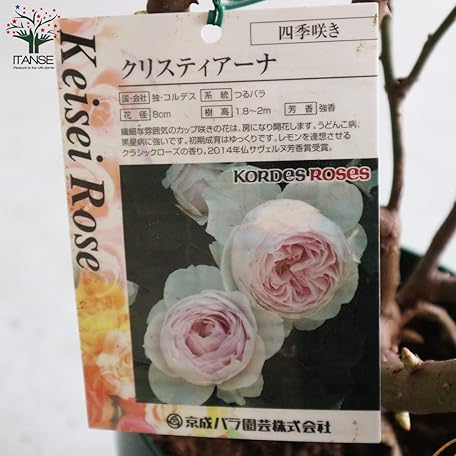 ITANSE
Pleasure to live with plants!
Keisei Rose
四季咲き
クリスティアーナ
国・会社 独・コルデス 系統 つるバラ
花径 8cm 樹高 1.8～2m 芳香 強香
繊細な雰囲気のカップ咲きの花は、房になり開花します。うどんこ病、
黒星病に強いです。初期成育はゆっくりです。レモンを連想させる
クラシックローズの香り。2014年仏サヴェルヌ芳香賞受賞。
KORDES ROSES
京成バラ園芸株式会社